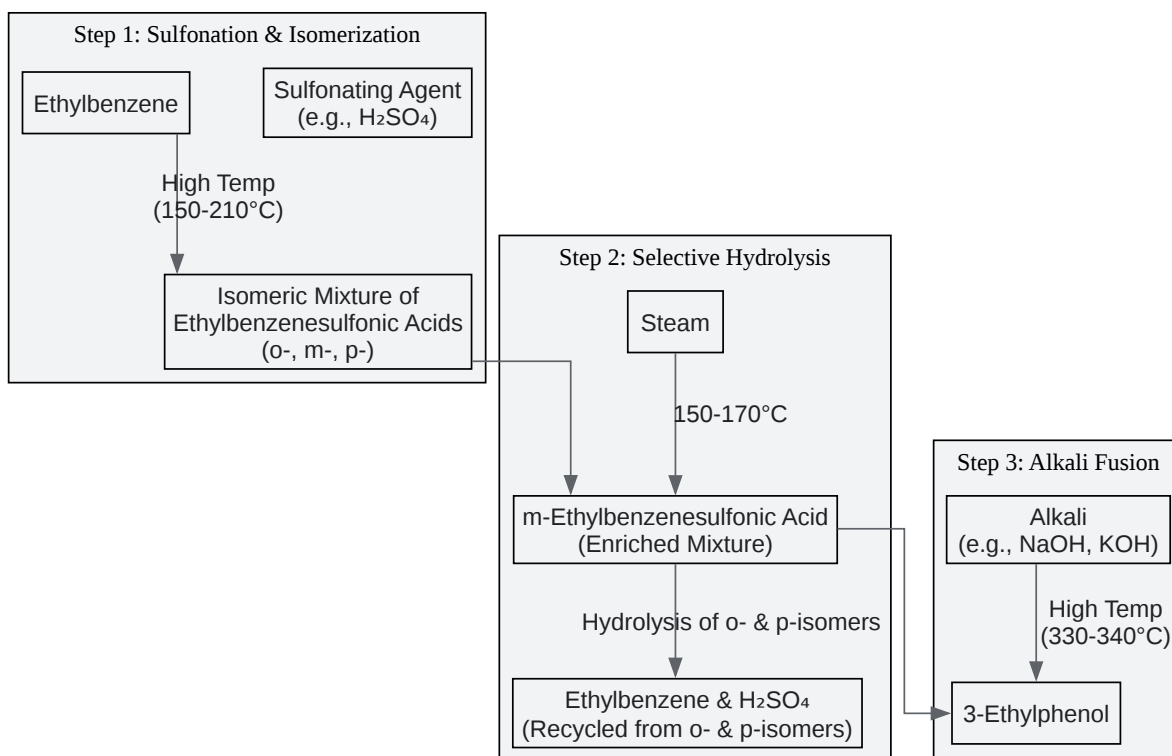 Step 1: Sulfonation & Isomerization
Ethylbenzene
Sulfonating Agent
(e.g., H₂SO₄)
High Temp
(150-210°C)
Isomeric Mixture of
Ethylbenzenesulfonic Acids
(o-, m-, p-)
Step 2: Selective Hydrolysis
Steam
150-170°C
m-Ethylbenzenesulfonic Acid
(Enriched Mixture)
Hydrolysis of o- & p-isomers
Ethylbenzene & H₂SO₄
(Recycled from o- & p-isomers)
Step 3: Alkali Fusion
Alkali
(e.g., NaOH, KOH)
High Temp
(330-340°C)
3-Ethylphenol